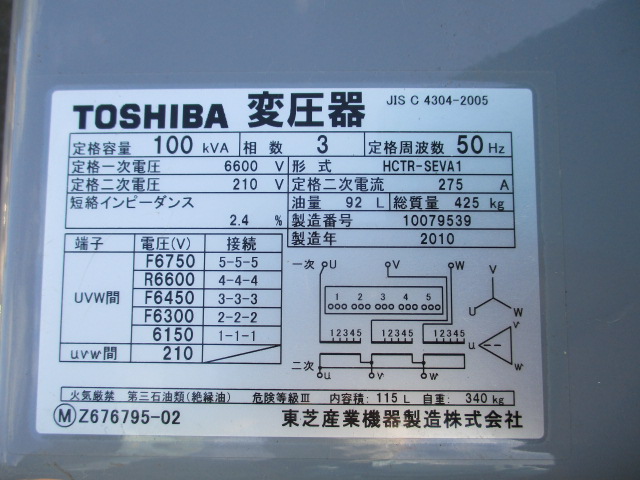 TOSHIBA 変圧器 JIS C 4304-2005
定格容量 100 kVA 相数 3 定格周波数 50 Hz
定格一次電圧 6600 V 形式 HCTR-SEVA1
定格二次電圧 210 V 定格二次電流 275 A
短絡インピーダンス 2.4 % 油量 92 L 総質量 425 kg
製造番号 10079539
製造年 2010
端子 電圧(V) 接続
UVW間 F6750 5-5-5
R6600 4-4-4
F6450 3-3-3
F6300 2-2-2
6150 1-1-1
uvw間 210
一次 U V W
1 2 3 4 5
12345 12345 12345
二次 u v w
V
U W
v
u
w
火気厳禁 第三石油類(絶縁油) 危険等級III 内容積: 115 L 自重: 340 kg
Ⓜ Z676795-02 東芝産業機器製造株式会社